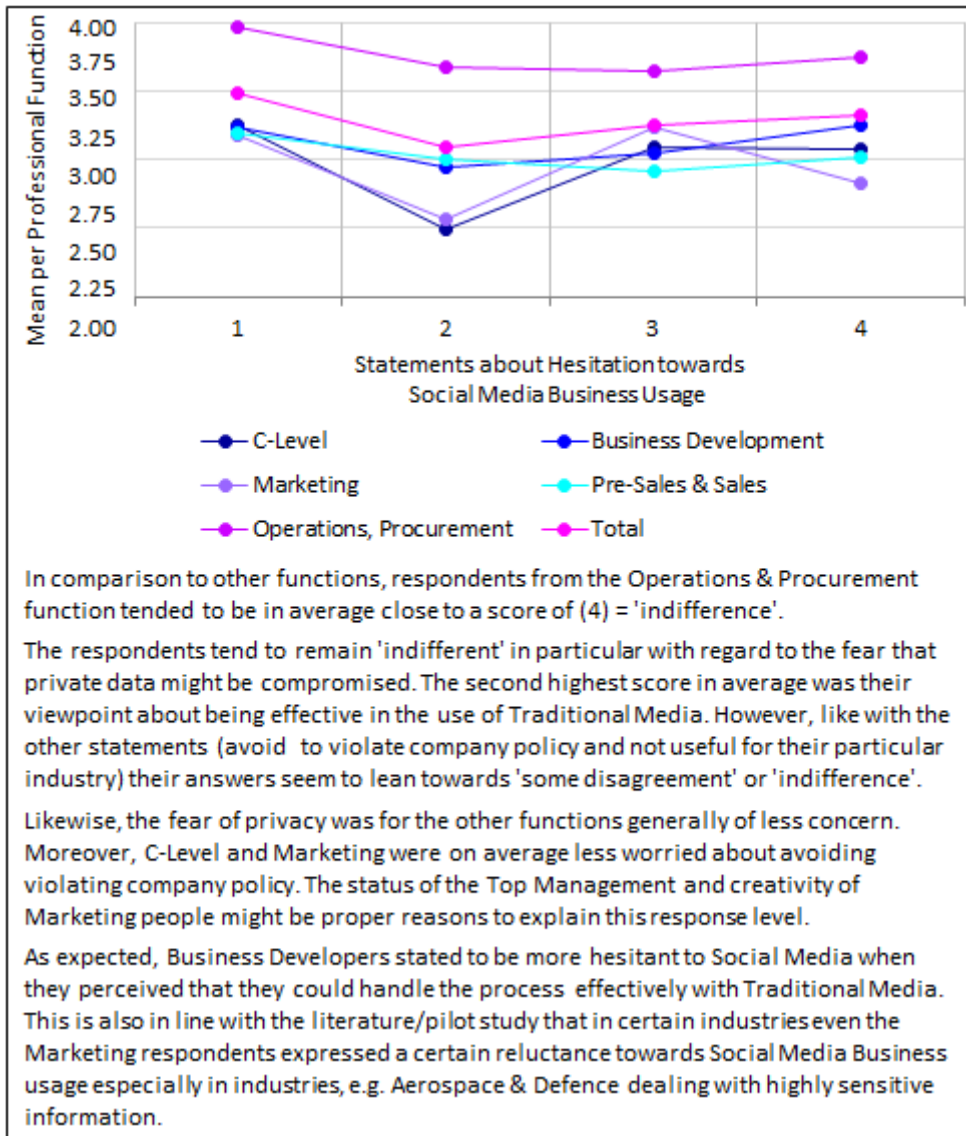 4.00
3.75
3.50
3.25
3.00
2.75
2.50
2.25
2.00
Mean per Professional Function
1 2 3 4
Statements about Hesitation towards
Social Media Business Usage
C-Level Business Development
Marketing Pre-Sales & Sales
Operations, Procurement Total
In comparison to other functions, respondents from the Operations & Procurement
function tended to be in average close to a score of (4) = 'indifference'.
The respondents tend to remain 'indifferent' in particular with regard to the fear that
private data might be compromised. The second highest score in average was their
viewpoint about being effective in the use of Traditional Media. However, like with the
other statements (avoid to violate company policy and not useful for their particular
industry) their answers seem to lean towards 'some disagreement' or 'indifference'.
Likewise, the fear of privacy was for the other functions generally of less concern.
Moreover, C-Level and Marketing were on average less worried about avoiding
violating company policy. The status of the Top Management and creativity of
Marketing people might be proper reasons to explain this response level.
As expected, Business Developers stated to be more hesitant to Social Media when
they perceived that they could handle the process effectively with Traditional Media.
This is also in line with the literature/pilot study that in certain industries even the
Marketing respondents expressed a certain reluctance towards Social Media Business
usage especially in industries, e.g. Aerospace & Defence dealing with highly sensitive
information.